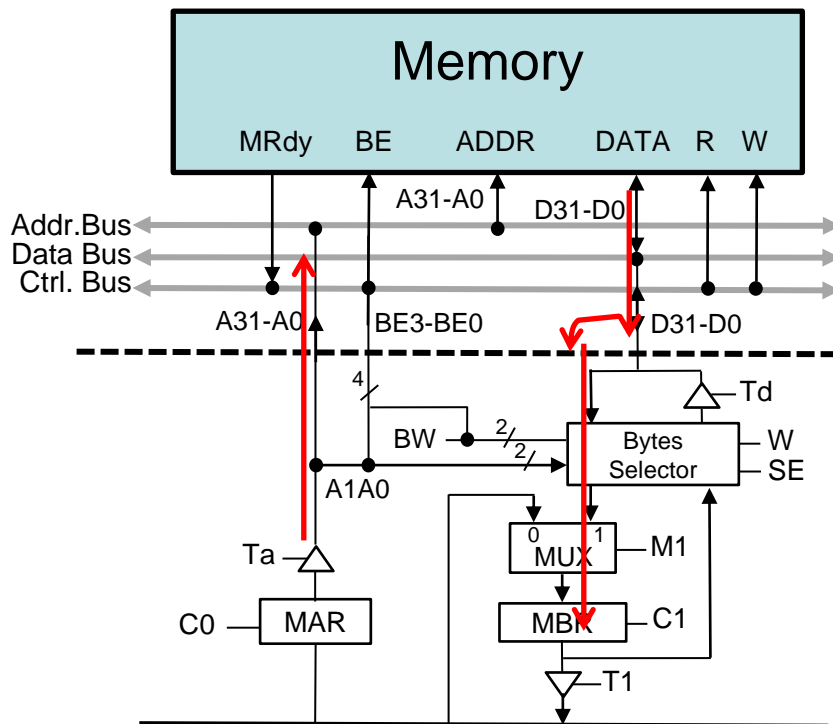 Memory
MRdy BE ADDR DATA R W
A31-A0 D31-D0
Addr.Bus
Data Bus
Ctrl. Bus
A31-A0 BE3-BE0 D31-D0
4 Td
BW 2 Bytes W
2 Selector SE
A1A0
0 1
Ta MUX M1
C0 MAR MBR C1
T1